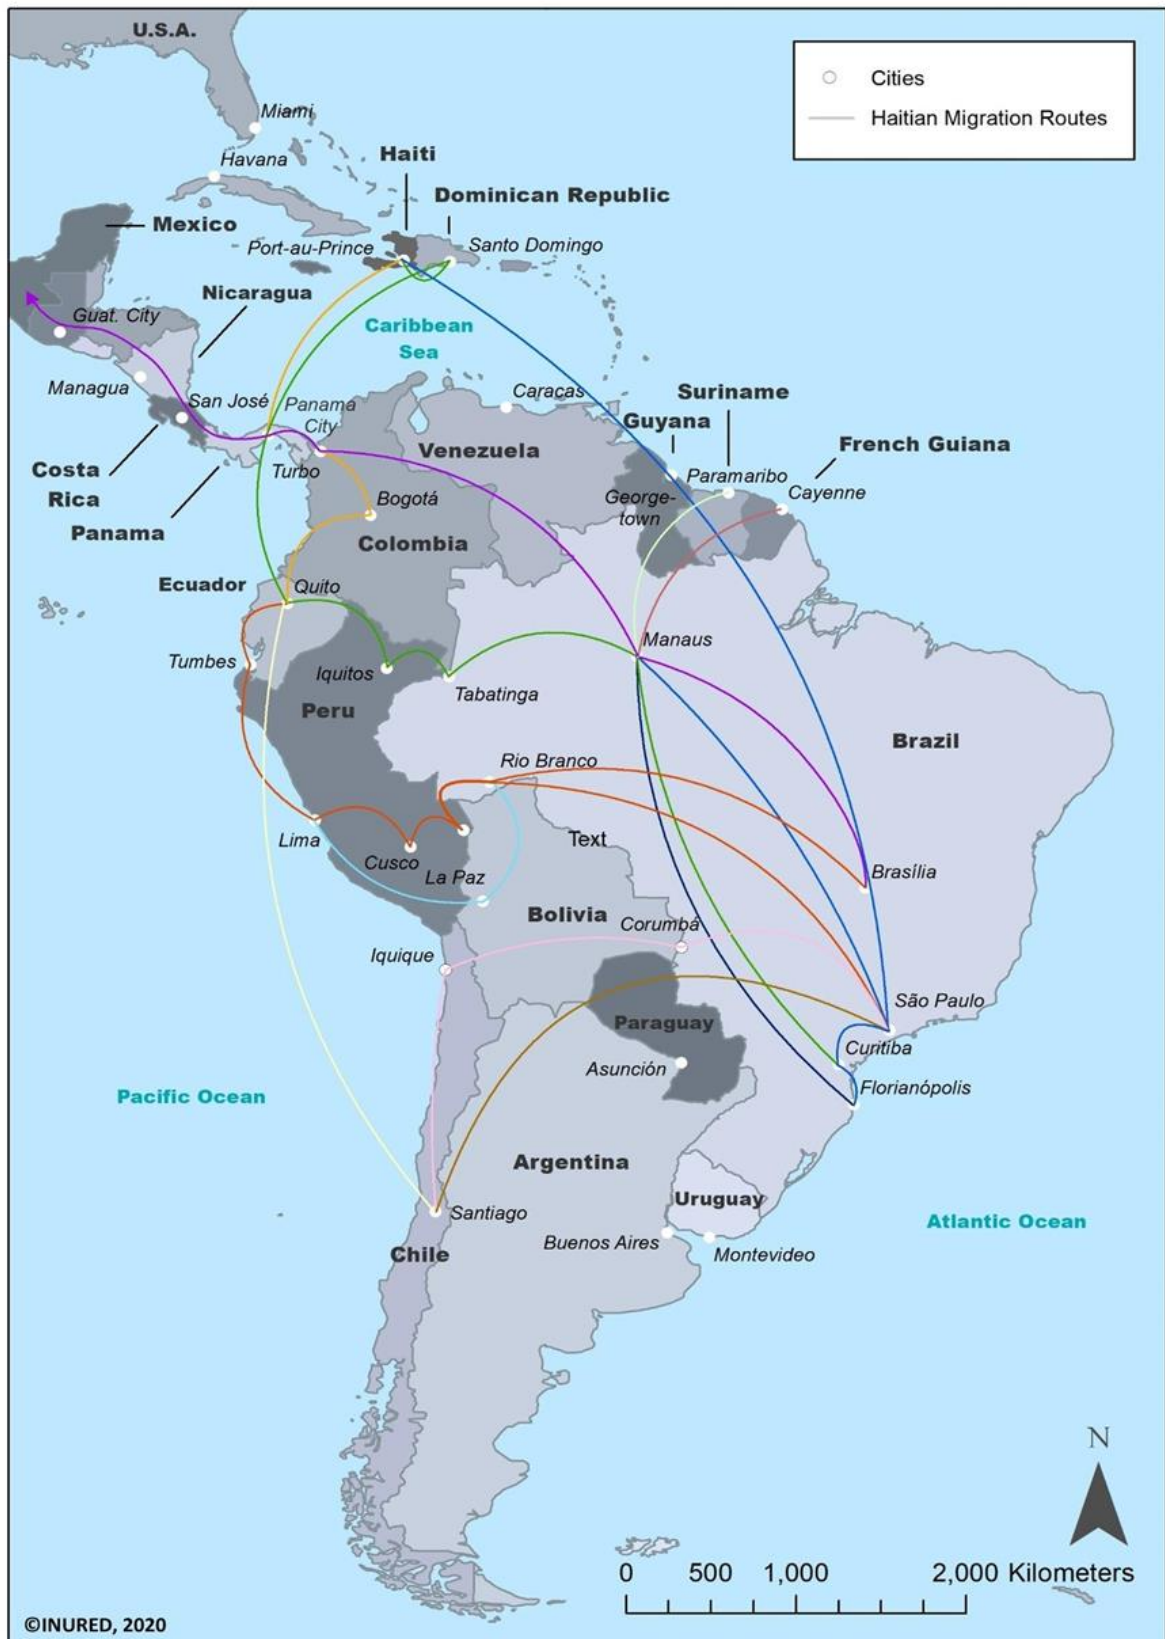 U.S.A.
Cities
Haitian Migration Routes
Miami
Havana
Haiti
Dominican Republic
Mexico
Port-au-Prince
Santo Domingo
Nicaragua
Guat. City
Caribbean
Sea
Managua
San José
Panama
City
Caracas
Suriname
Guyana
French Guiana
Venezuela
Costa
Rica
Turbo
Paramaribo
Cayenne
George-
town
Panama
Bogotá
Colombia
Ecuador
Quito
Manaus
Tumbes
Iquitos
Tabatinga
Peru
Brazil
Rio Branco
Lima
Text
Cusco
La Paz
Brasília
Bolivia
Corumbá
Iquique
São Paulo
Paraguay
Curitiba
Asunción
Florianópolis
Pacific Ocean
Argentina
Uruguay
Santiago
Atlantic Ocean
Buenos Aires
Montevideo
Chile
N
0 500 1,000 2,000 Kilometers
©INURED, 2020